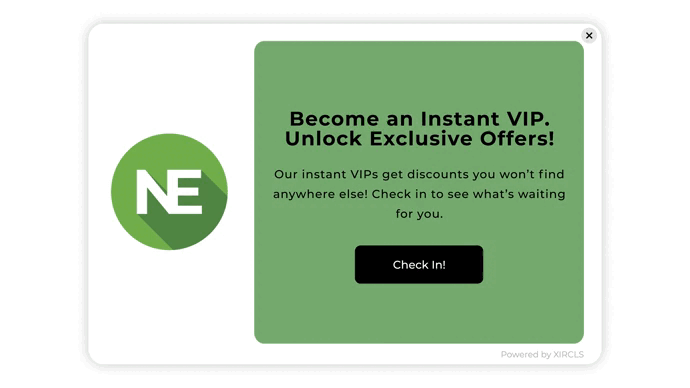 NE
Become an Instant VIP.
Unlock Exclusive Offers!
Our instant VIPs get discounts you won't find
anywhere else! Check in to see what's waiting
for you.
Check In!
Powered by XIRCLS